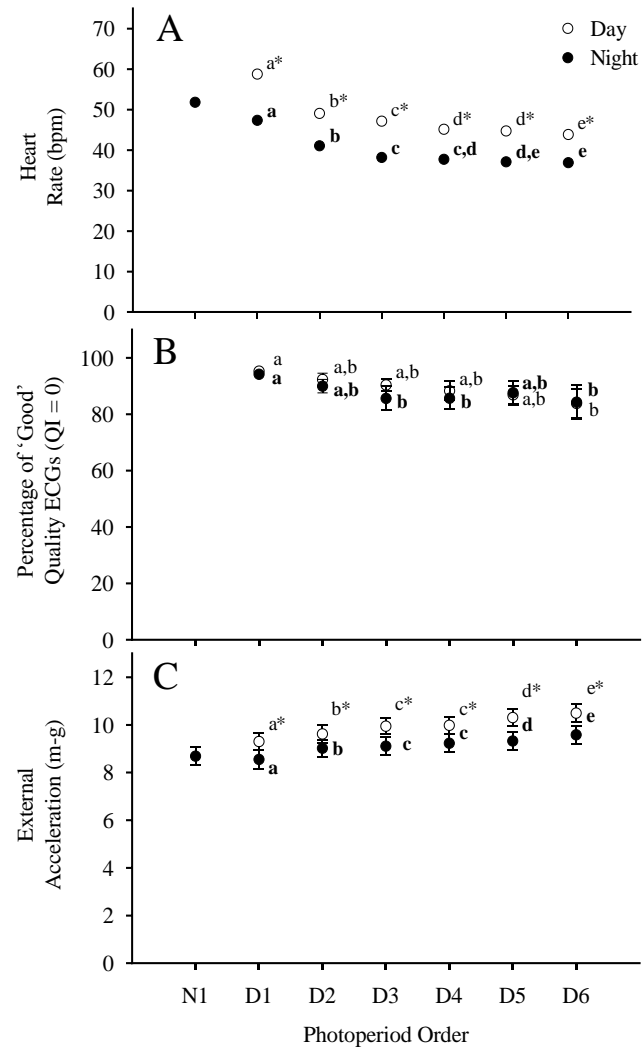 A
Day
Night
70
60
50
40
30
20
10
0
Heart
Rate (bpm)
a*
b*
c*
d*
d*
e*
a
b
c
c,d
d,e
e
B
100
80
60
40
20
0
Percentage of ‘Good’
Quality ECGs (QI = 0)
a
a,b
a,b
a,b
a,b
b
a
a,b
b
b
a,b
b
C
12
10
8
6
4
2
0
External
Acceleration (m-g)
a*
b*
c*
c*
d*
e*
a
b
c
c
d
e
N1 D1 D2 D3 D4 D5 D6
Photoperiod Order